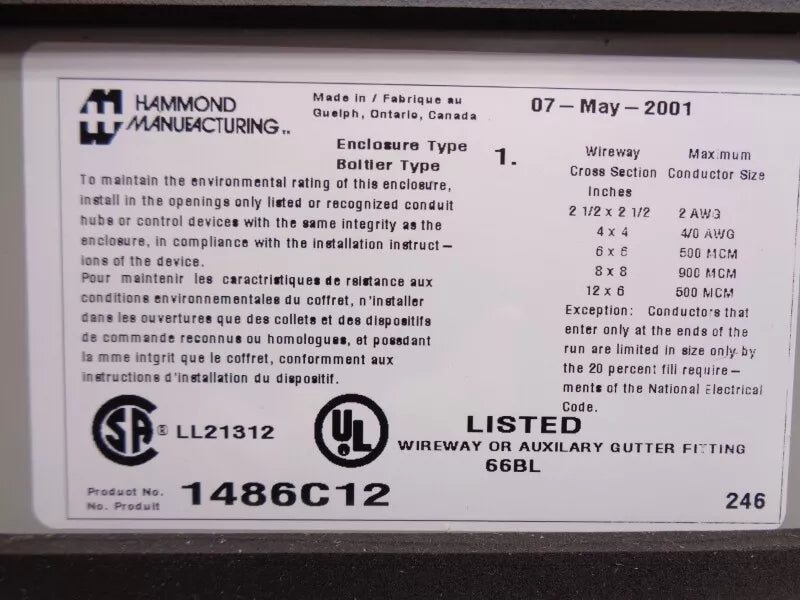 HAMMOND
MANUFACTURING™
Made in / Fabrique au
Guelph, Ontario, Canada
07-May-2001
Enclosure Type
Boitier Type
1.
To maintain the environmental rating of this enclosure,
install in the openings only listed or recognized conduit
hubs or control devices with the same integrity as the
enclosure, in compliance with the installation instruct-
ions of the device.
Pour maintenir les caractristiques de reistance aux
conditions environnementales du coffret, n'installer
dans les ouvertures que des collets et des dispositifs
de commande reconnus ou homologues, et possdant
la mme intgrit que le coffret, conformment aux
instructions d'installation du dispositif.
Wireway Maximum
Cross Section Conductor Size
Inches
2 1/2 x 2 1/2 2 AWG
4 x 4 4/0 AWG
6 x 6 500 MCM
8 x 8 900 MCM
12 x 6 500 MCM
Exception: Conductors that
enter only at the ends of the
run are limited in size only by
the 20 percent fill require-
ments of the National Electrical
Code.
SA ® LL21312
UL
LISTED
WIREWAY OR AUXILARY GUTTER FITTING
66BL
Product No.
No. Produit
1486C12
246